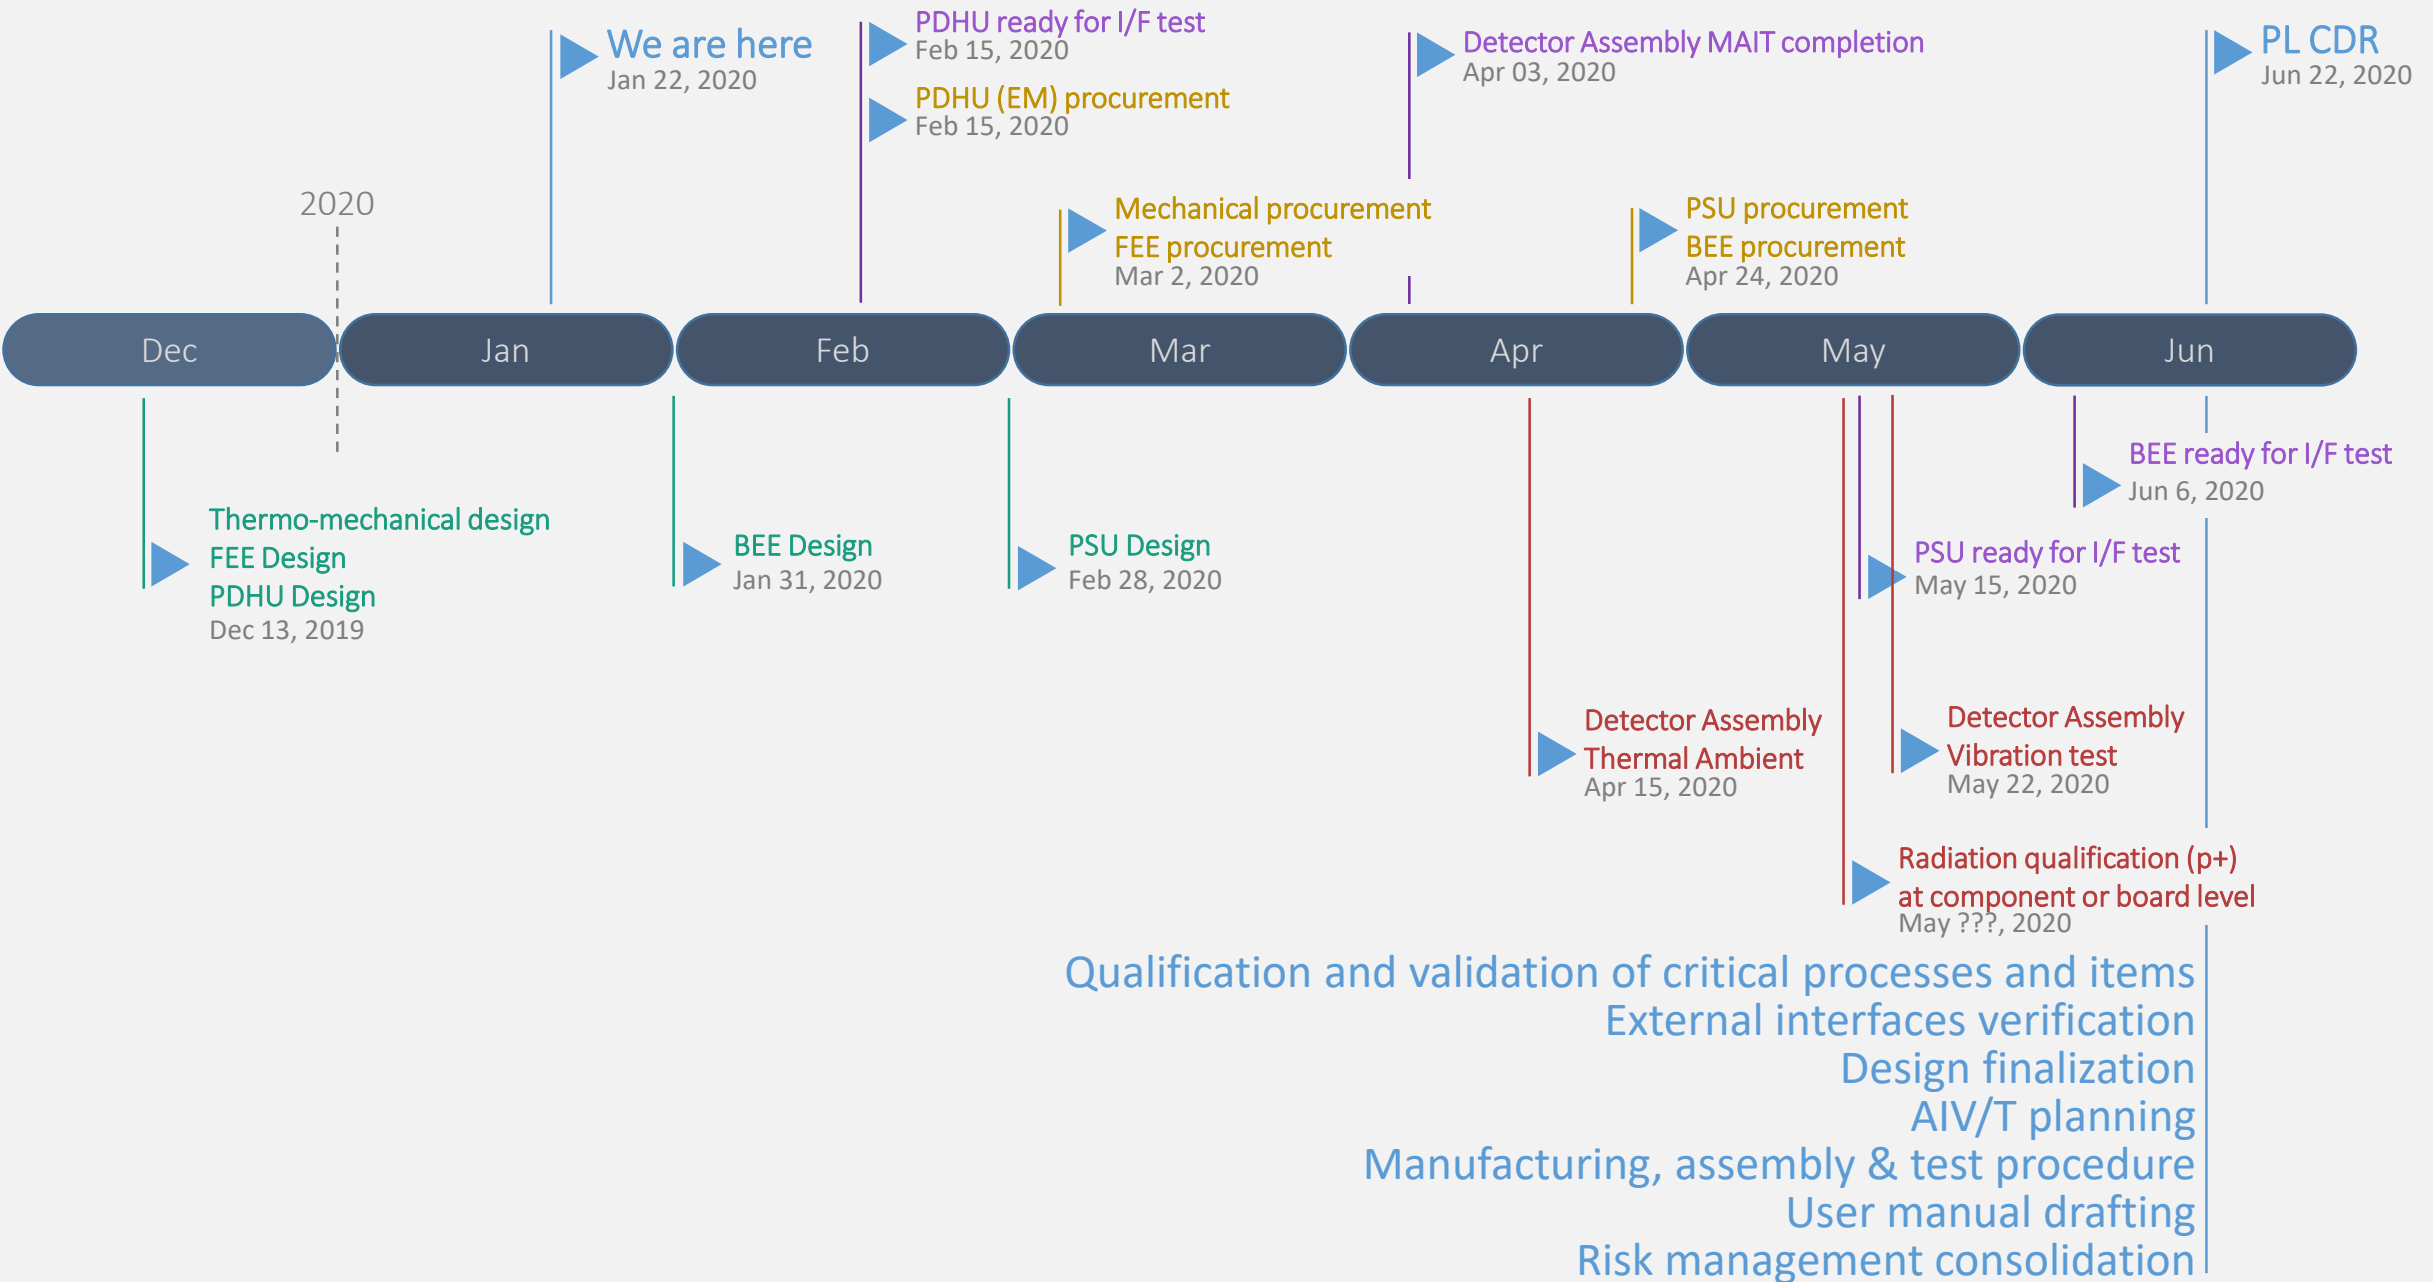 We are here
Jan 22, 2020
PDHU ready for I/F test
Feb 15, 2020
PDHU (EM) procurement
Feb 15, 2020
Detector Assembly MAIT completion
Apr 03, 2020
PL CDR
Jun 22, 2020
2020
Mechanical procurement
FEE procurement
Mar 2, 2020
PSU procurement
BEE procurement
Apr 24, 2020
Dec
Jan
Feb
Mar
Apr
May
Jun
Thermo-mechanical design
FEE Design
PDHU Design
Dec 13, 2019
BEE Design
Jan 31, 2020
PSU Design
Feb 28, 2020
BEE ready for I/F test
Jun 6, 2020
PSU ready for I/F test
May 15, 2020
Detector Assembly
Thermal Ambient
Apr 15, 2020
Detector Assembly
Vibration test
May 22, 2020
Radiation qualification (p+)
at component or board level
May ???, 2020
Qualification and validation of critical processes and items
External interfaces verification
Design finalization
AIV/T planning
Manufacturing, assembly & test procedure
User manual drafting
Risk management consolidation